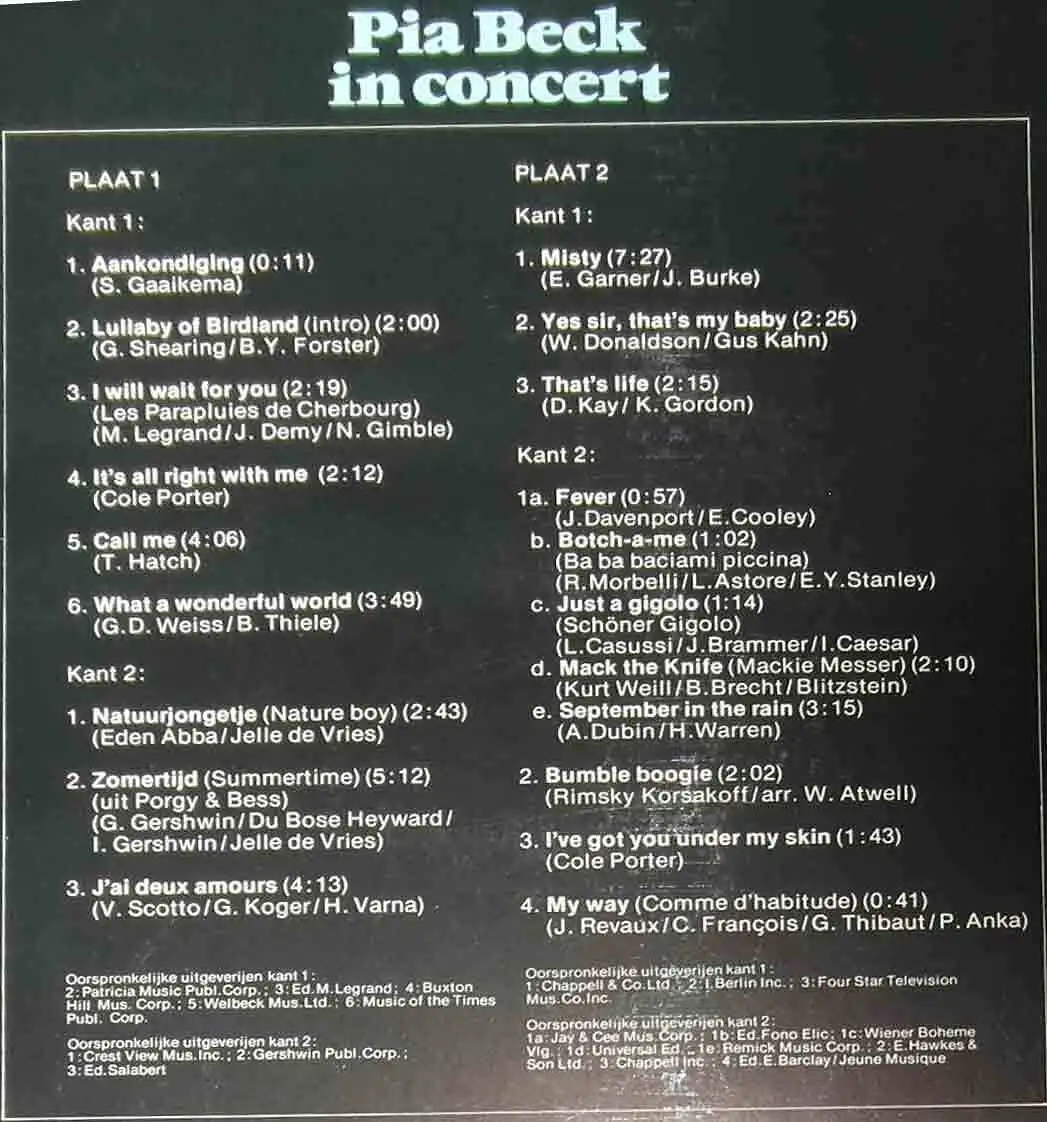 Pia Beck
in concert
PLAAT 1
Kant 1:
1. Aankondiging (0:11)
(S. Gaaikema)
2. Lullaby of Birdland (intro) (2:00)
(G. Shearing/B.Y. Forster)
3. I will wait for you (2:19)
(Les Parapluies de Cherbourg)
(M. Legrand/J. Demy/N. Gimble)
4. It's all right with me (2:12)
(Cole Porter)
5. Call me (4:06)
(T. Hatch)
6. What a wonderful world (3:49)
(G.D. Weiss/B. Thiele)
Kant 2:
1. Natuurjongetje (Nature boy) (2:43)
(Eden Abba/Jelle de Vries)
2. Zomertijd (Summertime) (5:12)
(uit Porgy & Bess)
(G. Gershwin/Du Bose Heyward/
I. Gershwin/Jelle de Vries)
3. J'ai deux amours (4:13)
(V. Scotto/G. Koger/H. Varna)
Oorspronkelijke uitgeverijen kant 1:
2: Patricia Music Publ.Corp.; 3: Ed.M.Legrand; 4: Buxton
Hill Mus. Corp.; 5: Welbeck Mus.Ltd.; 6: Music of the Times
Publ. Corp.
Oorspronkelijke uitgeverijen kant 2:
1: Crest View Mus.Inc.; 2: Gershwin Publ.Corp.;
3: Ed.Salabert
PLAAT 2
Kant 1:
1. Misty (7:27)
(E. Garner/J. Burke)
2. Yes sir, that's my baby (2:25)
(W. Donaldson/Gus Kahn)
3. That's life (2:15)
(D. Kay/ K. Gordon)
Kant 2:
1a. Fever (0:57)
(J.Davenport/E.Cooley)
b. Botch-a-me (1:02)
(Ba ba baciami piccina)
(R.Morbelli/L.Astore/E.Y.Stanley)
c. Just a gigolo (1:14)
(Schöner Gigolo)
(L.Casussi/J.Brammer/I.Caesar)
d. Mack the Knife (Mackie Messer) (2:10)
(Kurt Weill/B.Brecht/Blitzstein)
e. September in the rain (3:15)
(A.Dubin/H.Warren)
2. Bumble boogie (2:02)
(Rimsky Korsakoff/arr. W. Atwell)
3. I've got you under my skin (1:43)
(Cole Porter)
4. My way (Comme d'habitude) (0:41)
(J. Revaux/C. François/G. Thibaut/P. Anka)
Oorspronkelijke uitgeverijen kant 1:
1: Chappell & Co.Ltd.; 2: I.Berlin Inc.; 3: Four Star Television
Mus.Co.Inc.
Oorspronkelijke uitgeverijen kant 2:
1a: Jay & Cee Mus.Corp.; 1b: Ed.Fono Elic; 1c: Wiener Boheme
Vlg.; 1d: Universal Ed.; 1e: Remick Music Corp.; 2: E.Hawkes &
Son Ltd.; 3: Chappell Inc.; 4: Ed.E.Barclay/Jeune Musique